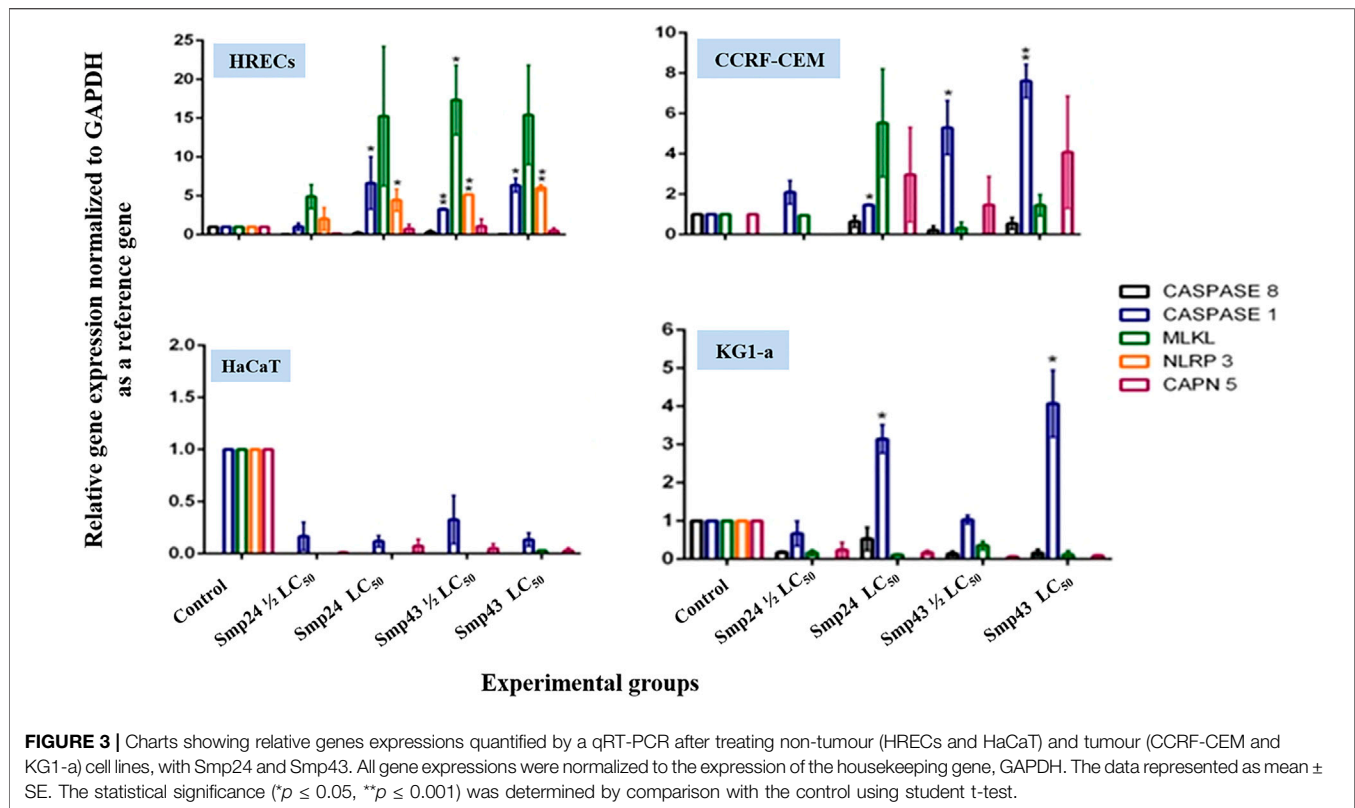 Relative gene expression normalized to GAPDH
as a reference gene
25
20
15
10
5
0
HRECs
*
*
*
**
*
**
*
**
10
8
6
4
2
0
CCRF-CEM
*
*
**
2.0
1.5
1.0
0.5
0.0
HaCaT
Control
Smp24 ½ LC₅₀
Smp24 LC₅₀
Smp43 ½ LC₅₀
Smp43 LC₅₀
6
5
4
3
2
1
0
KG1-a
*
*
Control
Smp24 ½ LC₅₀
Smp24 LC₅₀
Smp43 ½ LC₅₀
Smp43 LC₅₀
CASPASE 8
CASPASE 1
MLKL
NLRP 3
CAPN 5
Experimental groups
FIGURE 3 | Charts showing relative genes expressions quantified by a qRT-PCR after treating non-tumour (HRECs and HaCaT) and tumour (CCRF-CEM and
KG1-a) cell lines, with Smp24 and Smp43. All gene expressions were normalized to the expression of the housekeeping gene, GAPDH. The data represented as mean ±
SE. The statistical significance (*p ≤ 0.05, **p ≤ 0.001) was determined by comparison with the control using student t-test.